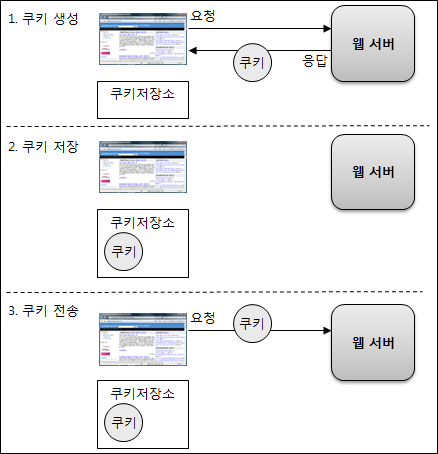 1. 쿠키 생성
요청
웹 서버
쿠키
응답
쿠키저장소
2. 쿠키 저장
웹 서버
쿠키저장소
쿠키
3. 쿠키 전송
요청
쿠키
웹 서버
쿠키저장소
쿠키